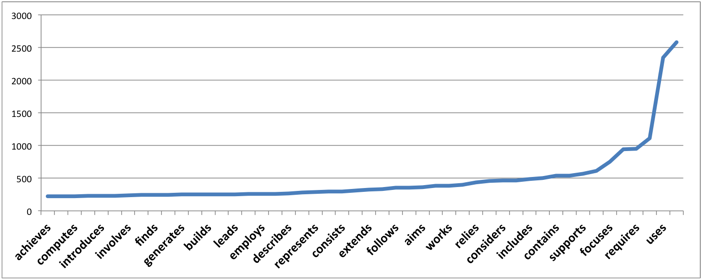 3000
2500
2000
1500
1000
500
0
achieves
computes
introduces
involves
finds
generates
builds
leads
employs
describes
represents
consists
extends
follows
aims
works
relies
considers
includes
contains
supports
focuses
requires
uses